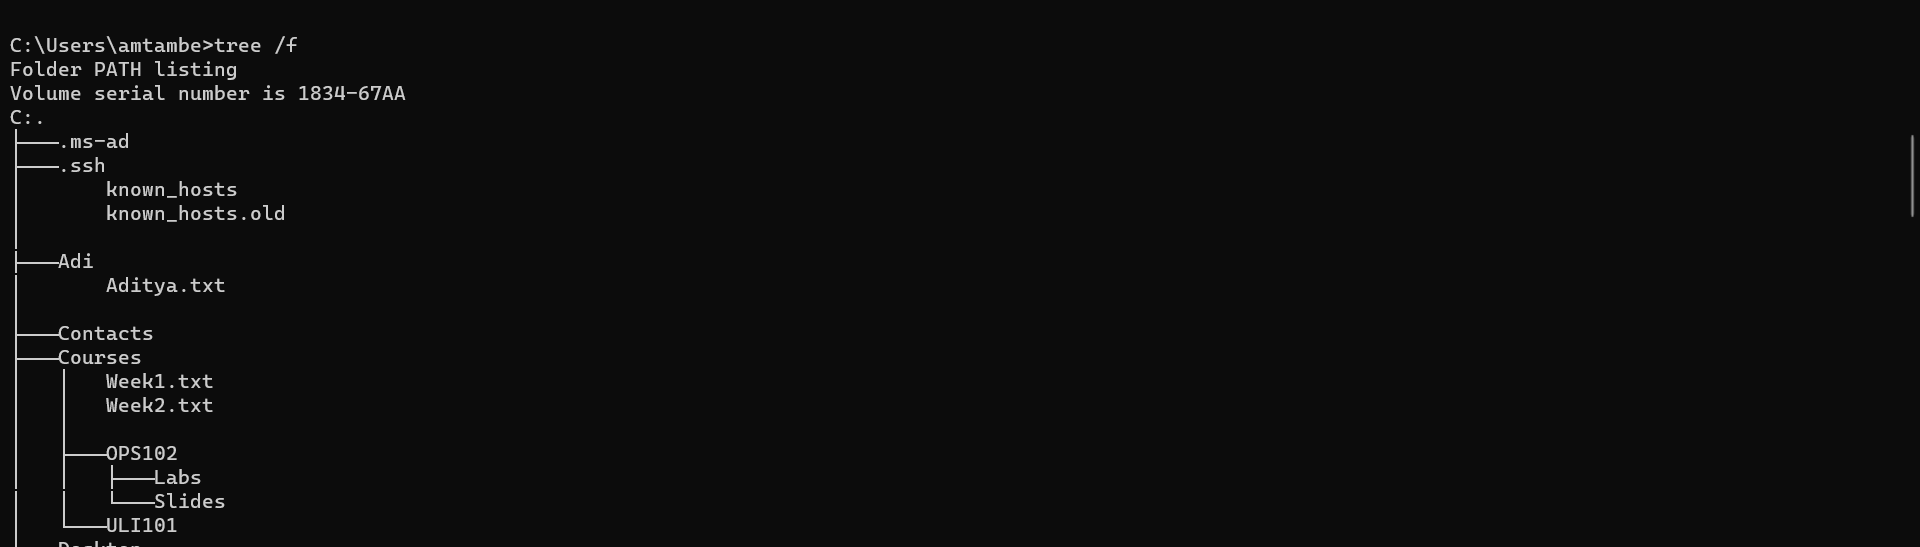 C:\Users\amtambe>tree /f
Folder PATH listing
Volume serial number is 1834-67AA
C:.
├───.ms-ad
├───.ssh
│       known_hosts
│       known_hosts.old
│
├───Adi
│       Aditya.txt
│
├───Contacts
├───Courses
│   │   Week1.txt
│   │   Week2.txt
│   │
│   ├───OPS102
│   │   ├───Labs
│   │   └───Slides
│   └───ULI101
Desktop